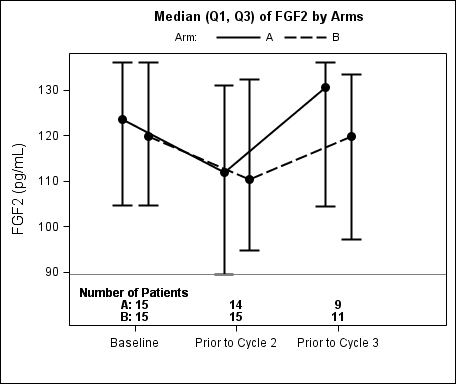 Median (Q1, Q3) of FGF2 by Arms
Arm: A B
FGF2 (pg/mL)
130
120
110
100
90
Number of Patients
A: 15 14 9
B: 15 15 11
Baseline Prior to Cycle 2 Prior to Cycle 3